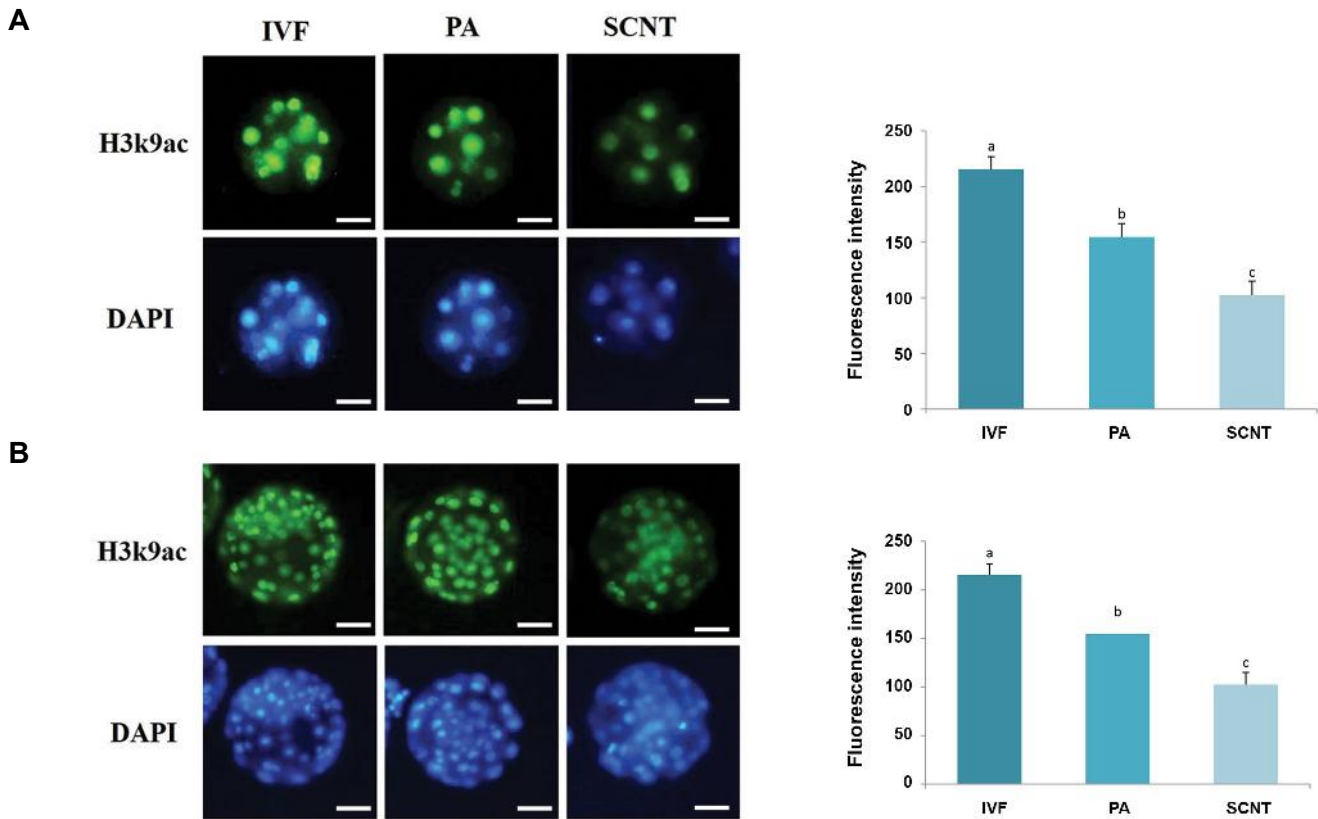 A
IVF PA SCNT
H3k9ac
DAPI
Fluorescence intensity
250
200
150
100
50
0
a
b
c
IVF PA SCNT
B
H3k9ac
DAPI
Fluorescence intensity
250
200
150
100
50
0
a
b
c
IVF PA SCNT